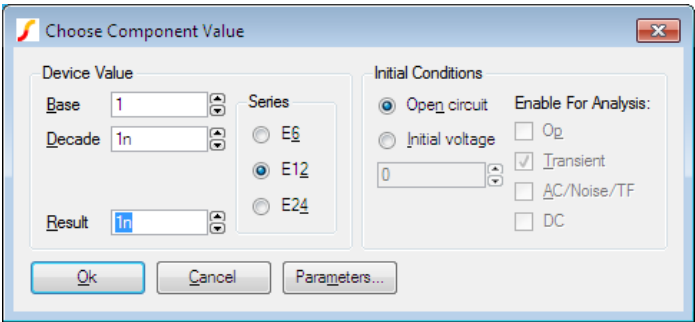 Choose Component Value
Device Value
Base 1
Decade 1n
Result 1n
Series
E6
E12
E24
Initial Conditions
Open circuit
Initial voltage
0
Enable For Analysis:
Op
Transient
AC/Noise/TF
DC
Ok Cancel Parameters...